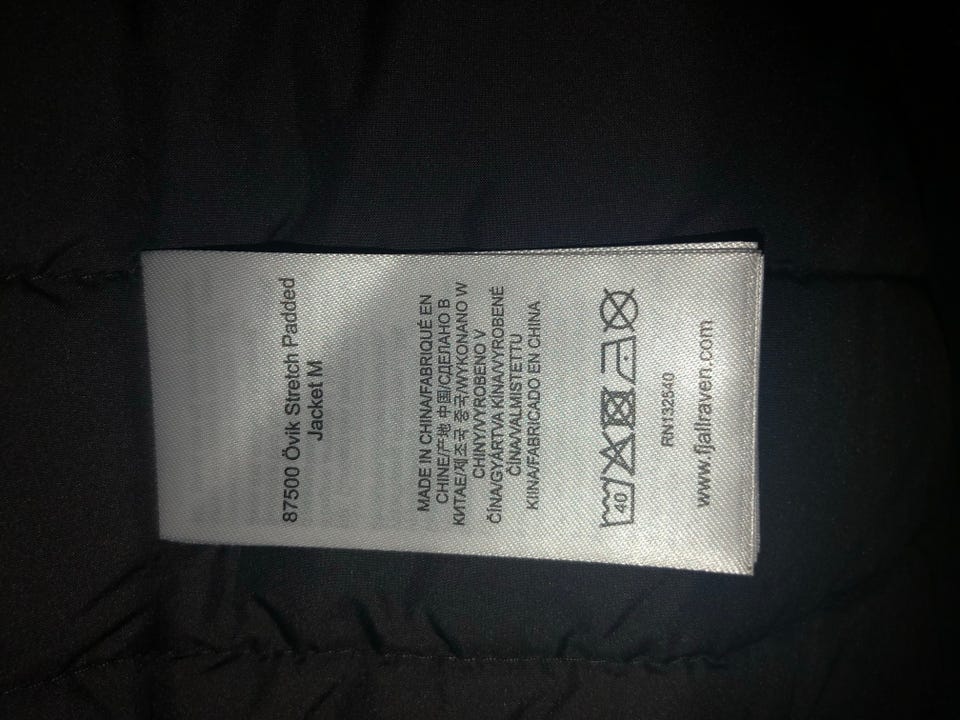 87500 Övik Stretch Padded
Jacket M
MADE IN CHINA/FABRIQUÉ EN
CHINE/产地 中国/СДЕЛАНО В
КИТАЕ/제조국 중국/WYKONANO W
CHINY/VYROBENO V
ČÍNA/GYÁRTVA KÍNA/VYROBENÉ
ČÍNA/VALMISTETTU
KIINA/FABRICADO EN CHINA
40
RN132540
www.fjallraven.com